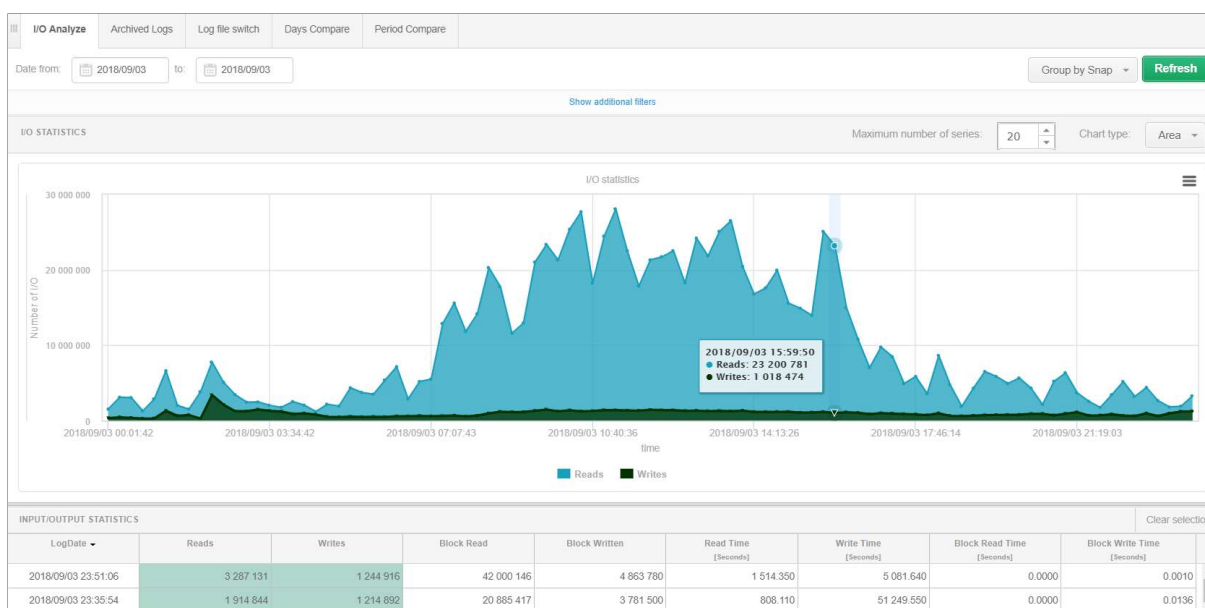 I/O Analyze Archived Logs Log file switch Days Compare Period Compare
Date from: 2018/09/03 to: 2018/09/03 Group by Snap Refresh
Show additional filters
I/O STATISTICS Maximum number of series: 20 Chart type: Area
I/O statistics
30 000 000
20 000 000
10 000 000
0
Number of I/O
2018/09/03 15:59:50
Reads: 23 200 781
Writes: 1 018 474
2018/09/03 00:01:42 2018/09/03 03:34:42 2018/09/03 07:07:43 2018/09/03 10:40:36 2018/09/03 14:13:26 2018/09/03 17:46:14 2018/09/03 21:19:03
time
Reads Writes
INPUT/OUTPUT STATISTICS Clear selectio
LogDate Reads Writes Block Read Block Written Read Time Write Time Block Read Time Block Write Time
[Seconds] [Seconds] [Seconds] [Seconds]
2018/09/03 23:51:06 3 287 131 1 244 916 42 000 146 4 863 780 1 514.350 5 081.640 0.0000 0.0010
2018/09/03 23:35:54 1 914 844 1 214 892 20 885 417 3 781 500 808.110 51 249.550 0.0000 0.0136